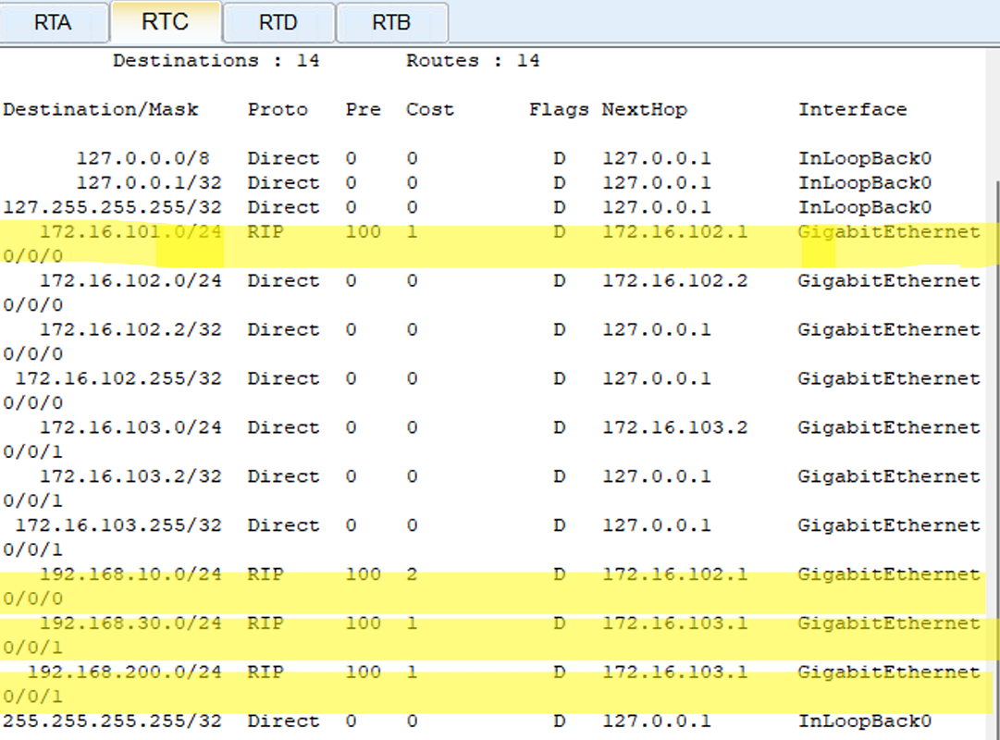 RTA RTC RTD RTB
Destinations : 14 Routes : 14
Destination/Mask Proto Pre Cost Flags NextHop Interface
127.0.0.0/8 Direct 0 0 D 127.0.0.1 InLoopBack0
127.0.0.1/32 Direct 0 0 D 127.0.0.1 InLoopBack0
127.255.255.255/32 Direct 0 0 D 127.0.0.1 InLoopBack0
172.16.101.0/24 RIP 100 1 D 172.16.102.1 GigabitEthernet
0/0/0
172.16.102.0/24 Direct 0 0 D 172.16.102.2 GigabitEthernet
0/0/0
172.16.102.2/32 Direct 0 0 D 127.0.0.1 GigabitEthernet
0/0/0
172.16.102.255/32 Direct 0 0 D 127.0.0.1 GigabitEthernet
0/0/0
172.16.103.0/24 Direct 0 0 D 172.16.103.2 GigabitEthernet
0/0/1
172.16.103.2/32 Direct 0 0 D 127.0.0.1 GigabitEthernet
0/0/1
172.16.103.255/32 Direct 0 0 D 127.0.0.1 GigabitEthernet
0/0/1
192.168.10.0/24 RIP 100 2 D 172.16.102.1 GigabitEthernet
0/0/0
192.168.30.0/24 RIP 100 1 D 172.16.103.1 GigabitEthernet
0/0/1
192.168.200.0/24 RIP 100 1 D 172.16.103.1 GigabitEthernet
0/0/1
255.255.255.255/32 Direct 0 0 D 127.0.0.1 InLoopBack0